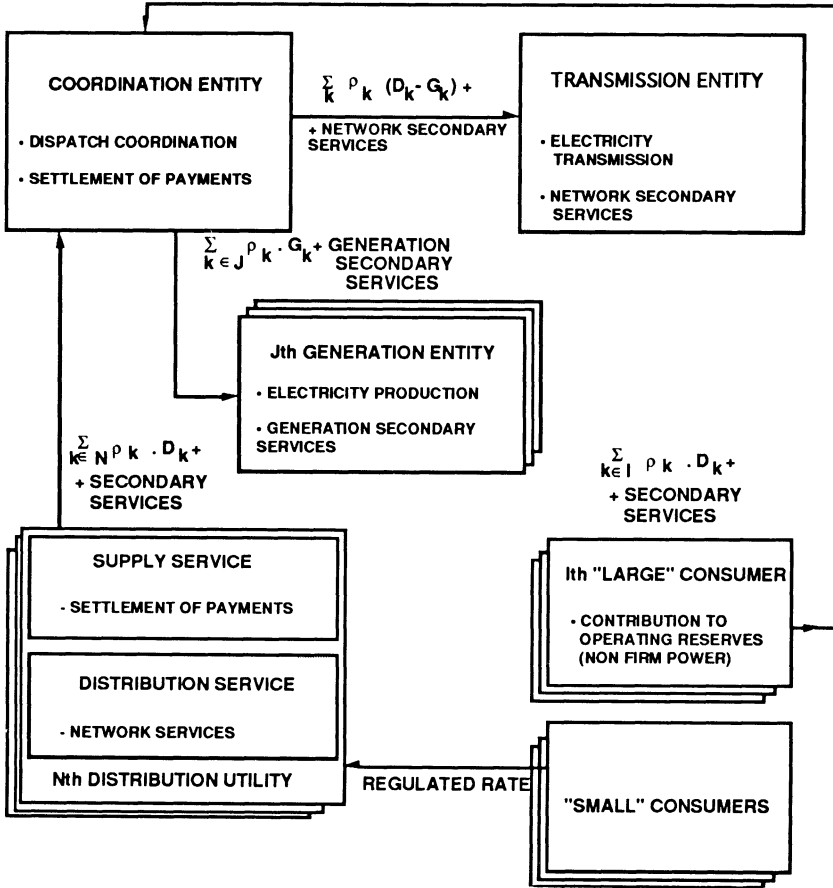 COORDINATION ENTITY
• DISPATCH COORDINATION
• SETTLEMENT OF PAYMENTS
Σ k ρ k (D k - G k) +
+ NETWORK SECONDARY
SERVICES
TRANSMISSION ENTITY
• ELECTRICITY
TRANSMISSION
• NETWORK SECONDARY
SERVICES
Σ k ∈ J ρ k . G k + GENERATION
SECONDARY
SERVICES
Jth GENERATION ENTITY
• ELECTRICITY PRODUCTION
• GENERATION SECONDARY
SERVICES
Σ k∈ N ρ k . D k +
+ SECONDARY
SERVICES
Σ k∈ I ρ k . D k +
+ SECONDARY
SERVICES
SUPPLY SERVICE
- SETTLEMENT OF PAYMENTS
DISTRIBUTION SERVICE
- NETWORK SERVICES
Nth DISTRIBUTION UTILITY
Ith "LARGE" CONSUMER
• CONTRIBUTION TO
OPERATING RESERVES
(NON FIRM POWER)
REGULATED RATE
"SMALL" CONSUMERS